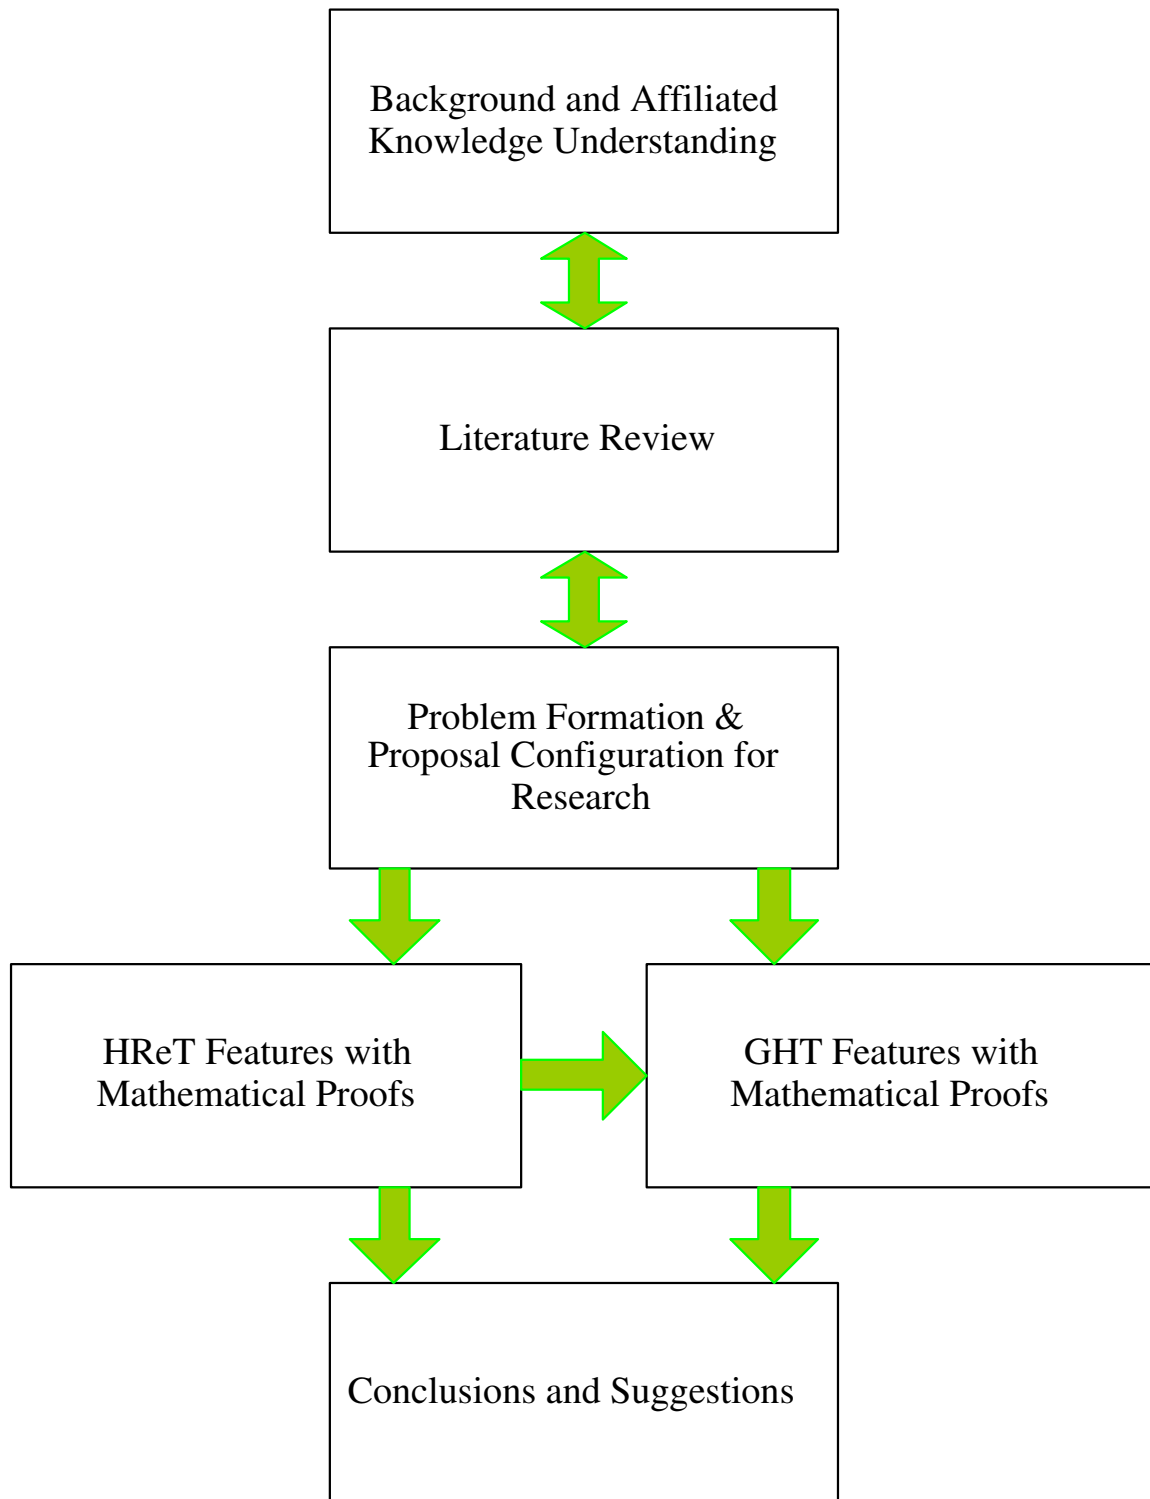 Background and Affiliated
Knowledge Understanding
Literature Review
Problem Formation &
Proposal Configuration for
Research
HReT Features with
Mathematical Proofs
GHT Features with
Mathematical Proofs
Conclusions and Suggestions